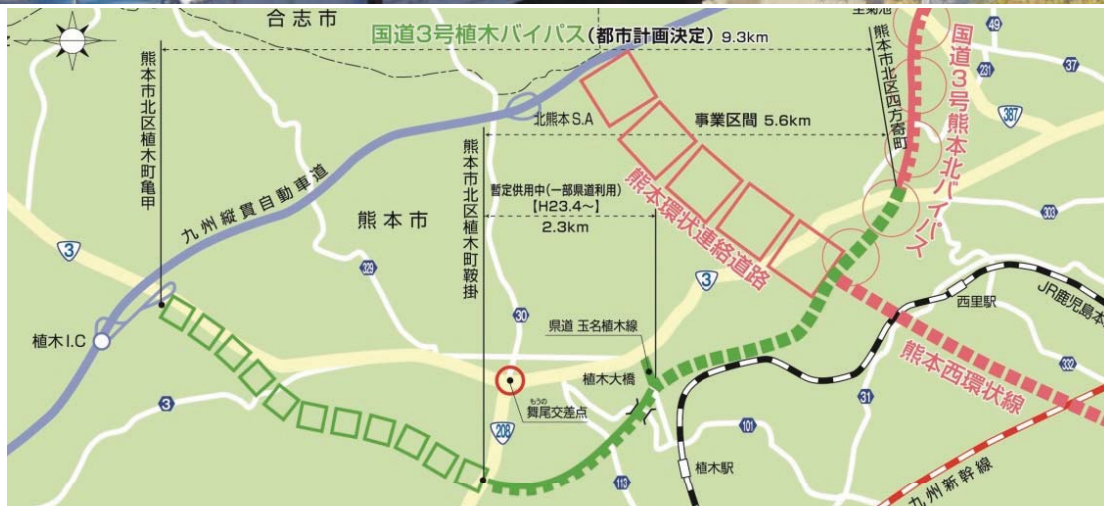 合志市
国道3号植木バイパス(都市計画決定) 9.3km
至菊池
49
37
231
387
国道3号熊本北バイパス
熊本市北区四方寄町
熊本市北区植木町亀甲
北熊本S.A
事業区間 5.6km
九州縦貫自動車道
熊本市
熊本市北区植木町鞍掛
暫定供用中(一部県道利用)
【H23.4〜】
2.3km
熊本環状連絡道路
303
3
329
3
西里駅
JR鹿児島本
植木I.C
30
県道 玉名植木線
熊本西環状線
332
植木大橋
もうの
舞尾交差点
3
31
208
101
植木駅
113
九州新幹線